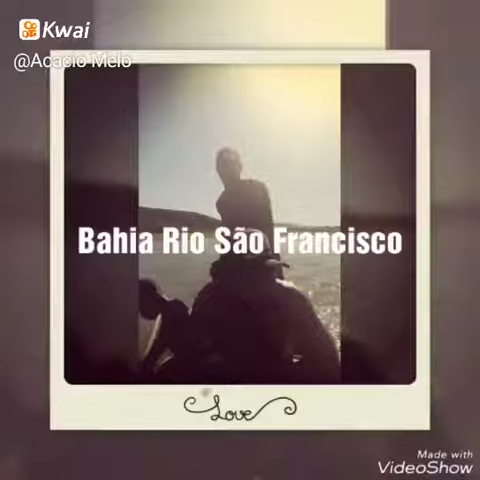 Kwai
@Acacio Melo
Bahia Rio São Francisco
Love
Made with
VideoShow